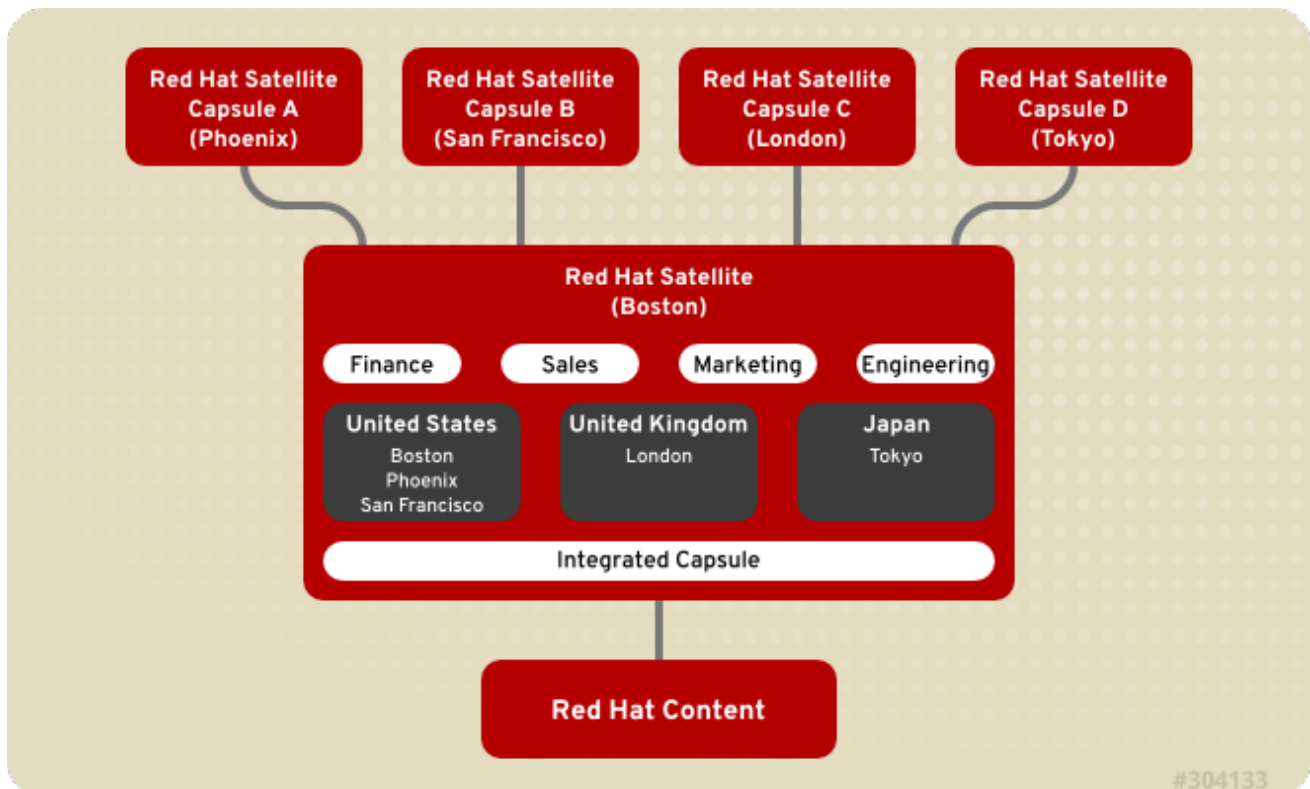 Red Hat Satellite
Capsule A
(Phoenix)
Red Hat Satellite
Capsule B
(San Francisco)
Red Hat Satellite
Capsule C
(London)
Red Hat Satellite
Capsule D
(Tokyo)
Red Hat Satellite
(Boston)
Finance
Sales
Marketing
Engineering
United States
Boston
Phoenix
San Francisco
United Kingdom
London
Japan
Tokyo
Integrated Capsule
Red Hat Content
#304133